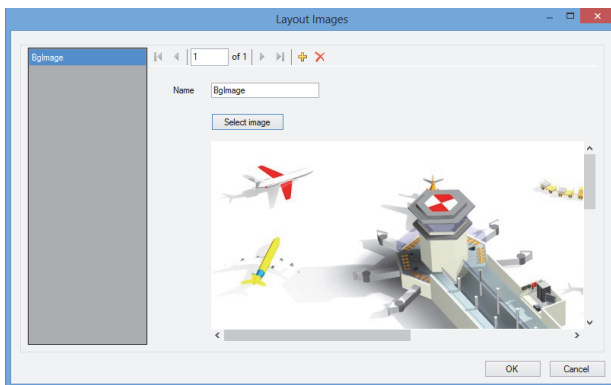 Layout Images
BgImage
1 of 1
Name BgImage
Select image
OK Cancel